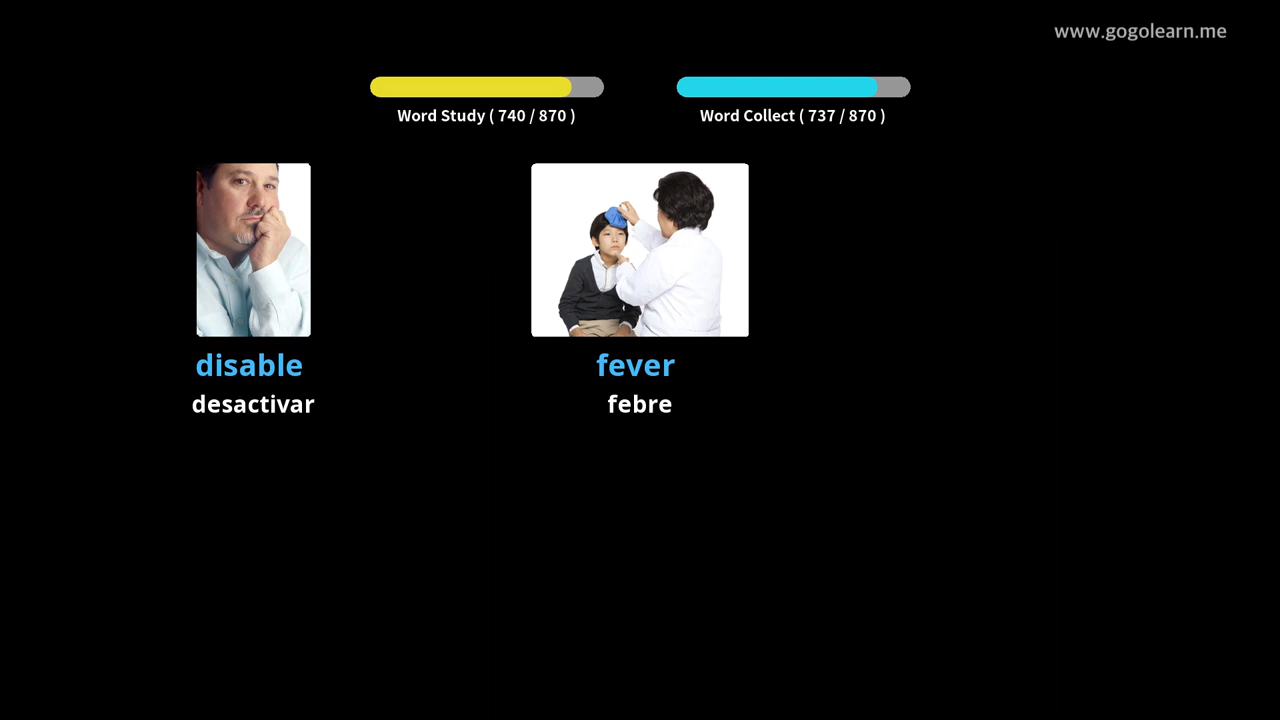 www.gogolearn.me
Word Study ( 740 / 870 )
Word Collect ( 737 / 870 )
disable
desactivar
fever
febre